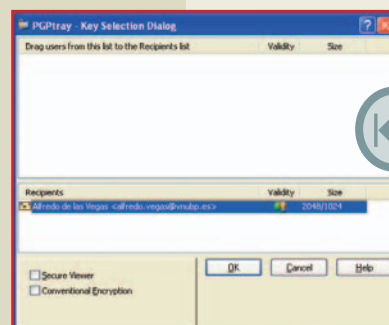 PGPtray - Key Selection Dialog
Drag users from this list to the Recipients list Validity Size
Recipients Validity Size
Alfredo de las Vegas <alfredo.vegas@vnubp.es> 2048/1024
Secure Viewer
Conventional Encryption
OK Cancel Help